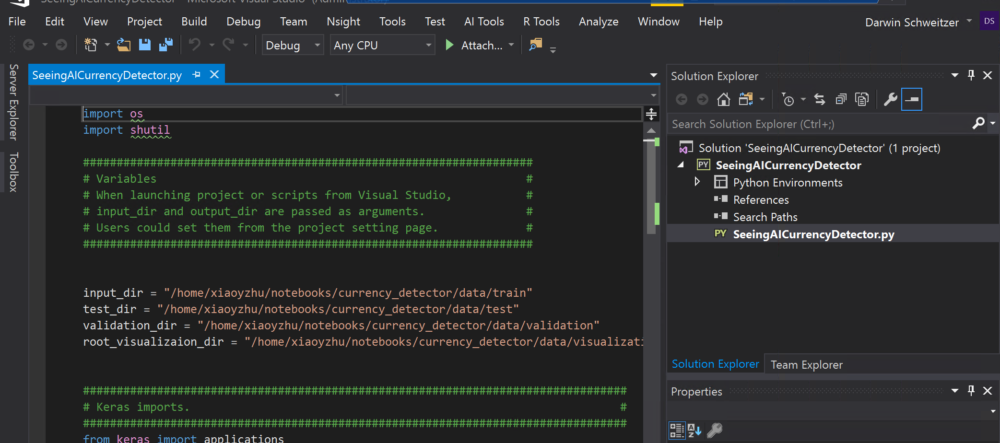 SeeingAICurrencyDetector - Microsoft Visual Studio (Administrator)
File Edit View Project Build Debug Team Nsight Tools Test AI Tools R Tools Analyze Window Help Darwin Schweitzer DS
Debug Any CPU Attach...
Server Explorer
Toolbox
SeeingAICurrencyDetector.py
import os
import shutil
###################################################################
# Variables #
# When launching project or scripts from Visual Studio, #
# input_dir and output_dir are passed as arguments. #
# Users could set them from the project setting page. #
###################################################################
input_dir = "/home/xiaoyzhu/notebooks/currency_detector/data/train"
test_dir = "/home/xiaoyzhu/notebooks/currency_detector/data/test"
validation_dir = "/home/xiaoyzhu/notebooks/currency_detector/data/validation"
root_visualizaion_dir = "/home/xiaoyzhu/notebooks/currency_detector/data/visualizati
#################################################################################
# Keras imports. #
#################################################################################
from keras import applications
Solution Explorer
Search Solution Explorer (Ctrl+;)
Solution 'SeeingAICurrencyDetector' (1 project)
PY SeeingAICurrencyDetector
Python Environments
References
Search Paths
PY SeeingAICurrencyDetector.py
Solution Explorer Team Explorer
Properties